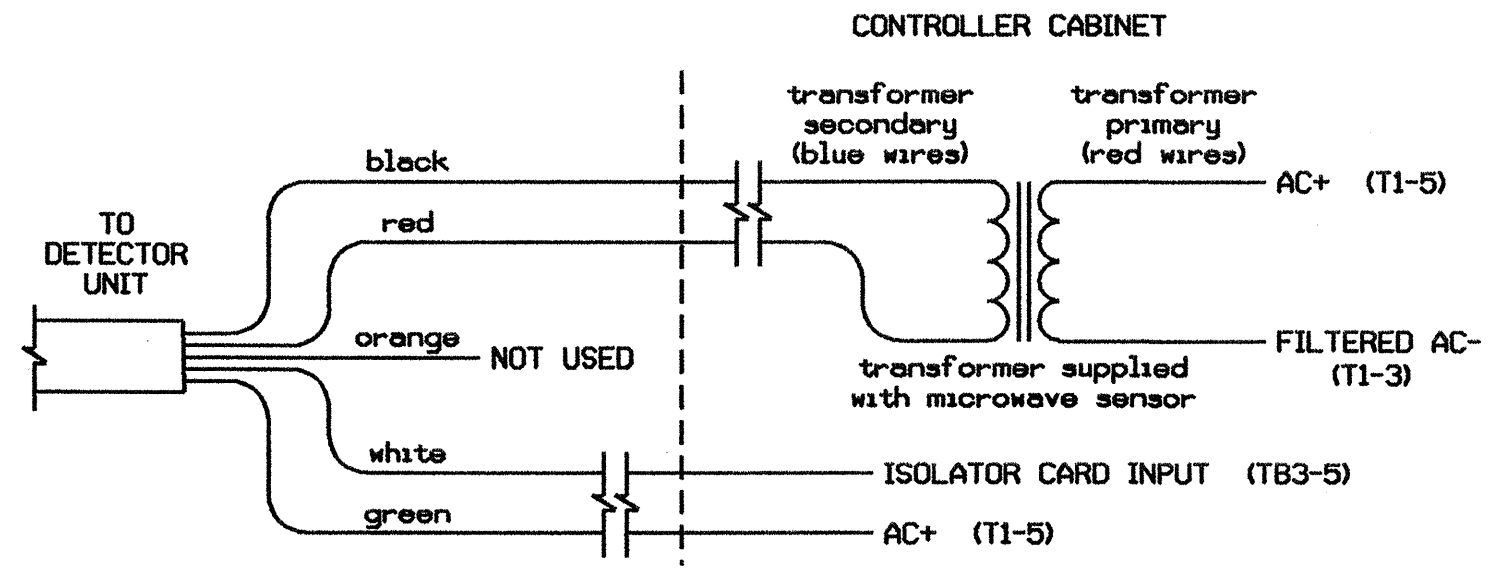 CONTROLLER CABINET
transformer
secondary
(blue wires)
transformer
primary
(red wires)
black
AC+ (T1-5)
red
TO
DETECTOR
UNIT
orange
NOT USED
FILTERED AC-
(T1-3)
transformer supplied
with microwave sensor
white
ISOLATOR CARD INPUT (TB3-5)
green
AC+ (T1-5)